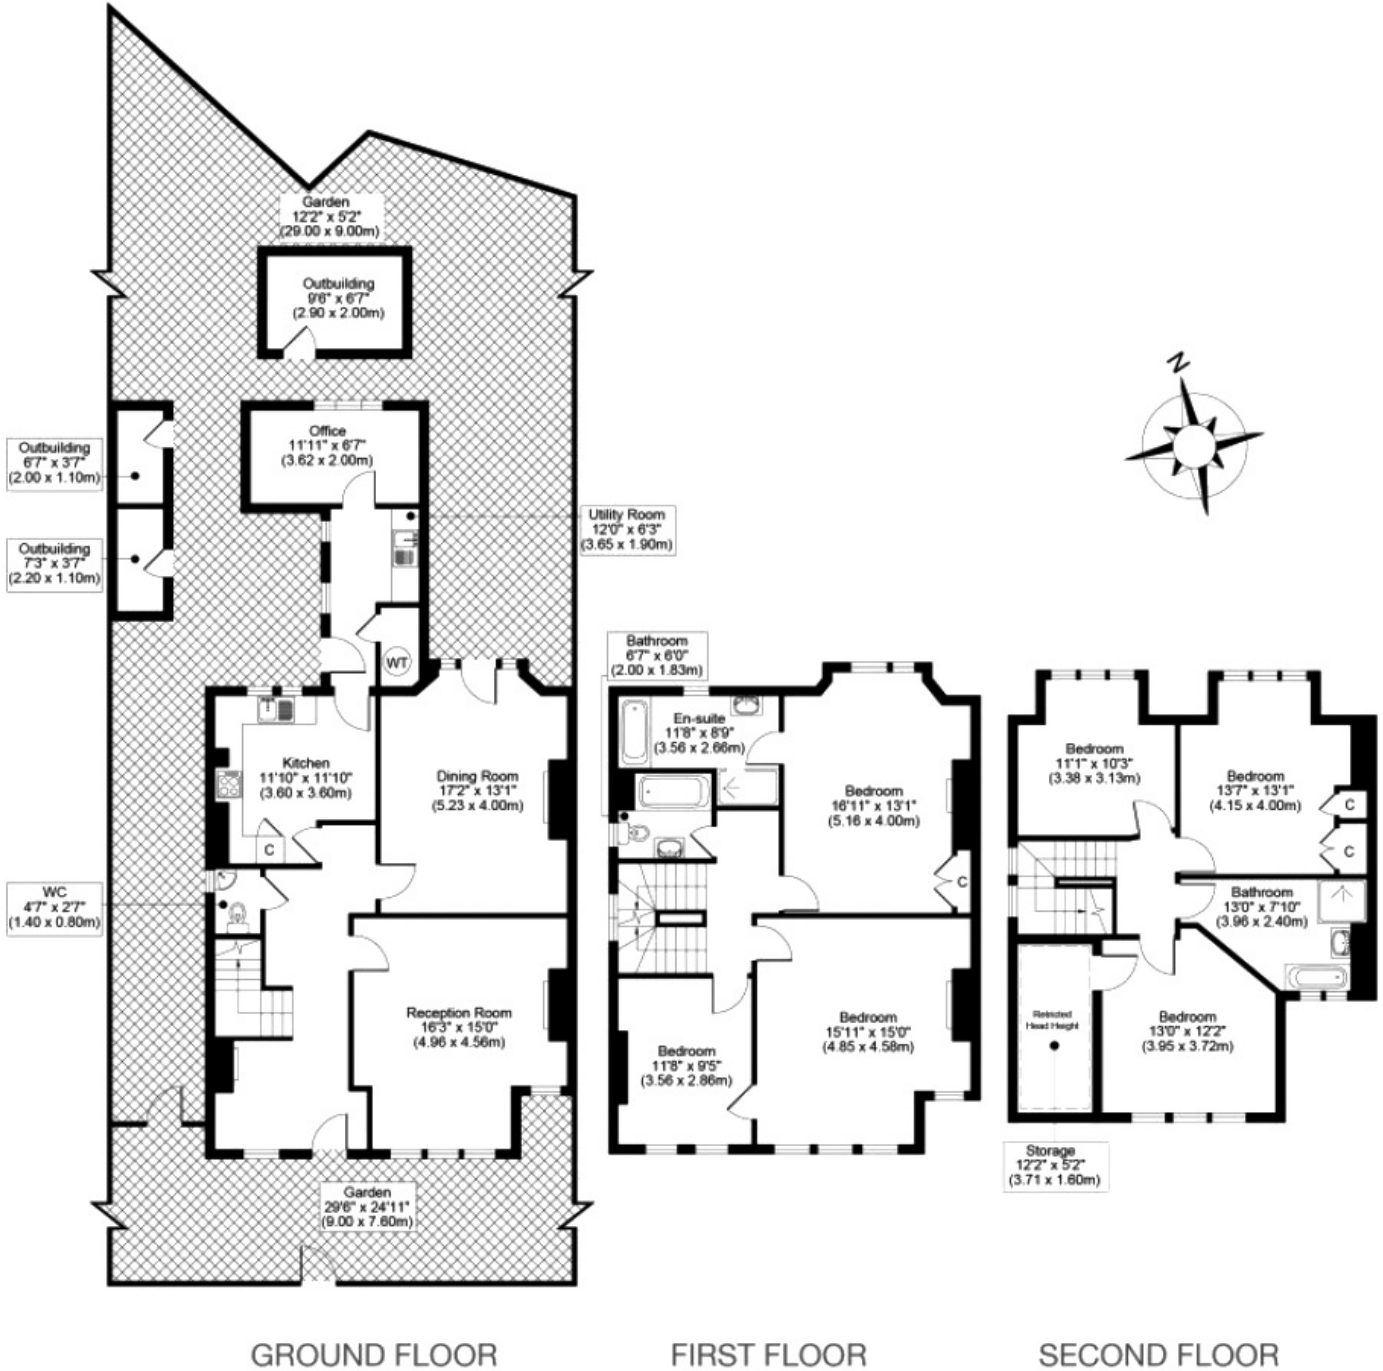 Garden
12'2" x 5'2"
(29.00 x 9.00m)
Outbuilding
9'6" x 6'7"
(2.90 x 2.00m)
Office
11'11" x 6'7"
(3.62 x 2.00m)
Outbuilding
6'7" x 3'7"
(2.00 x 1.10m)
Outbuilding
7'3" x 3'7"
(2.20 x 1.10m)
Utility Room
12'0" x 6'3"
(3.65 x 1.90m)
WT
Kitchen
11'10" x 11'10"
(3.60 x 3.60m)
C
Dining Room
17'2" x 13'1"
(5.23 x 4.00m)
WC
4'7" x 2'7"
(1.40 x 0.80m)
Reception Room
16'3" x 15'0"
(4.96 x 4.56m)
Garden
29'6" x 24'11"
(9.00 x 7.60m)
GROUND FLOOR
Bathroom
6'7" x 6'0"
(2.00 x 1.83m)
En-suite
11'8" x 8'9"
(3.56 x 2.66m)
Bedroom
16'11" x 13'1"
(5.16 x 4.00m)
C
Bedroom
15'11" x 15'0"
(4.85 x 4.58m)
Bedroom
11'8" x 9'5"
(3.56 x 2.86m)
FIRST FLOOR
N
Bedroom
11'1" x 10'3"
(3.38 x 3.13m)
Bedroom
13'7" x 13'1"
(4.15 x 4.00m)
C
C
Bathroom
13'0" x 7'10"
(3.96 x 2.40m)
Bedroom
13'0" x 12'2"
(3.95 x 3.72m)
Retricted
Head Height
Storage
12'2" x 5'2"
(3.71 x 1.60m)
SECOND FLOOR